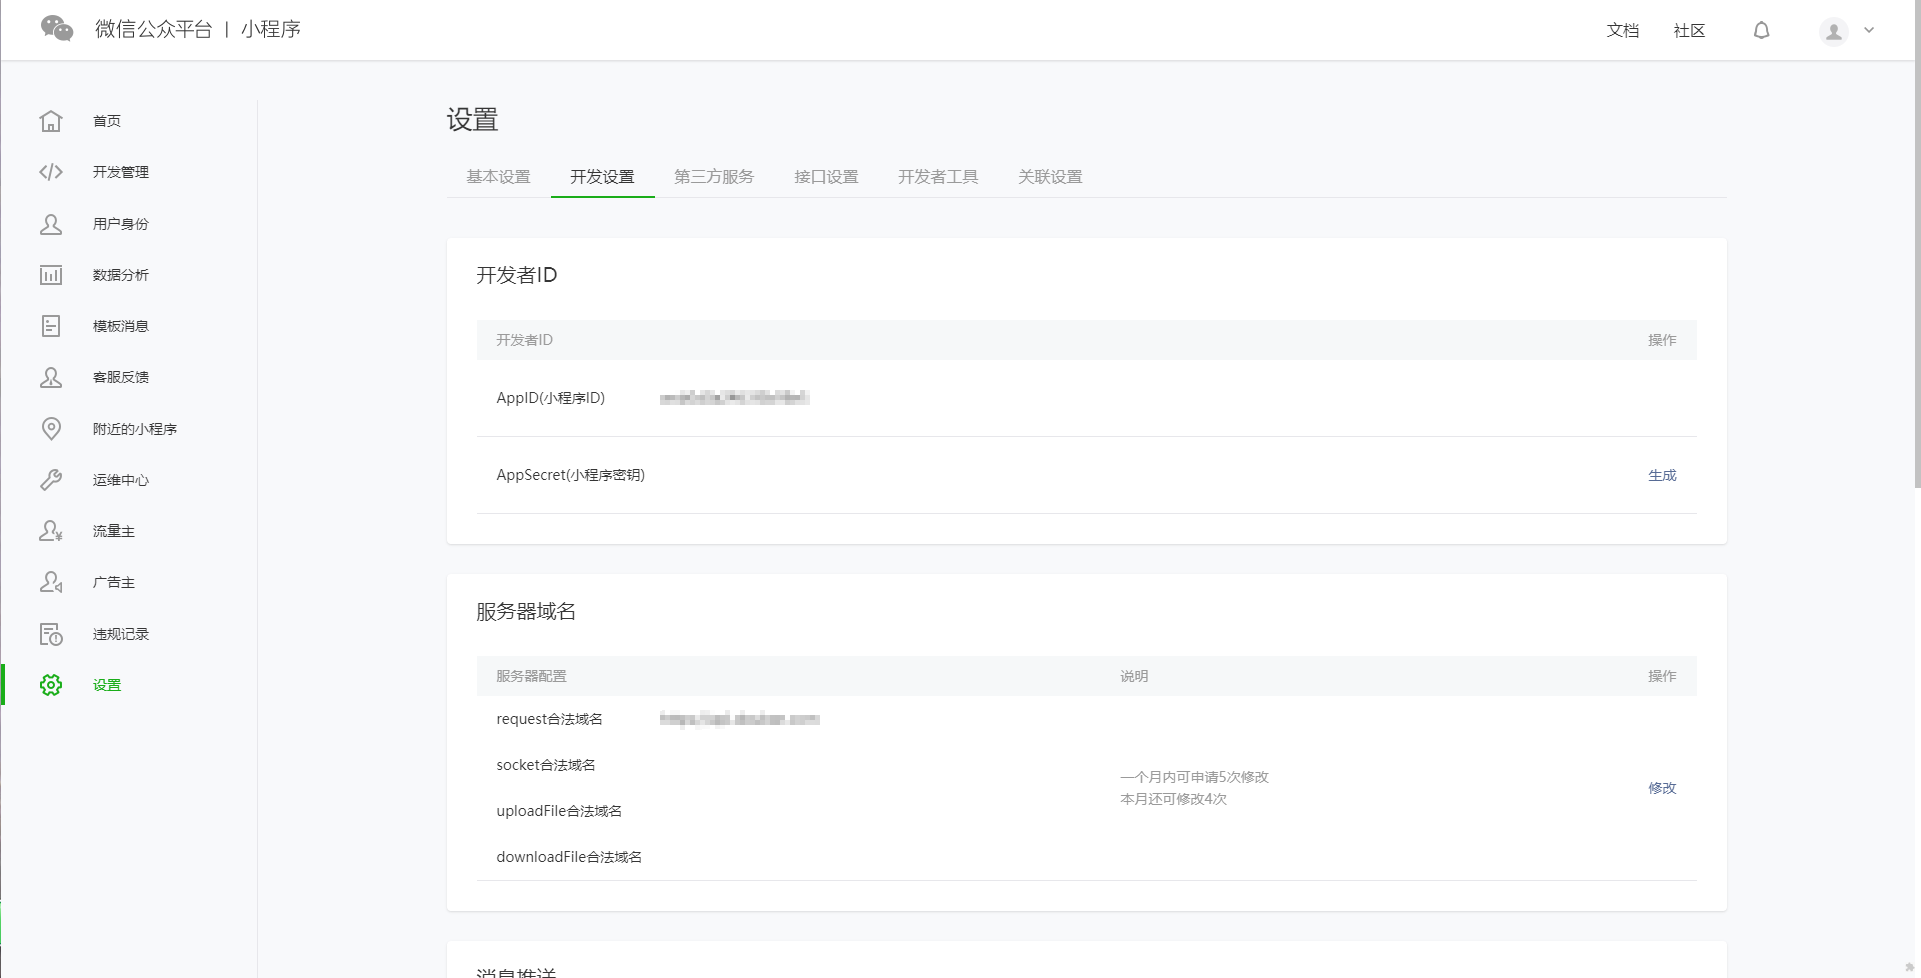 微信公众平台 | 小程序
文档 社区
首页
开发管理
用户身份
数据分析
模板消息
客服反馈
附近的小程序
运维中心
流量主
广告主
违规记录
设置
设置
基本设置 开发设置 第三方服务 接口设置 开发者工具 关联设置
开发者ID
开发者ID 操作
AppID(小程序ID)
AppSecret(小程序密钥) 生成
服务器域名
服务器配置 说明 操作
request合法域名
socket合法域名
uploadFile合法域名
downloadFile合法域名
一个月内可申请5次修改
本月还可修改4次
修改
消息推送